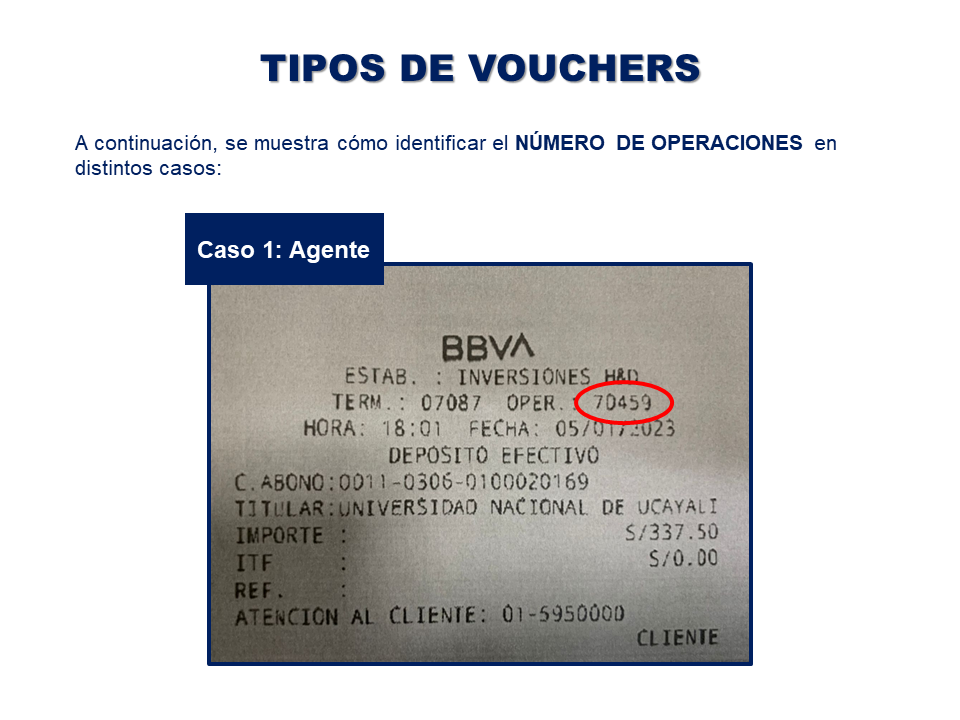 TIPOS DE VOUCHERS
A continuación, se muestra cómo identificar el NÚMERO DE OPERACIONES en
distintos casos:
Caso 1: Agente
BBVA
ESTAB. : INVERSIONES H&D
TERM.: 07087 OPER.: 70459
HORA: 18:01 FECHA: 05/01/2023
DEPOSITO EFECTIVO
C.ABONO:0011-0306-0100020169
TITULAR:UNIVERSIDAD NACIONAL DE UCAYALI
IMPORTE : S/337.50
ITF : S/0.00
REF. :
ATENCION AL CLIENTE: 01-5950000
CLIENTE